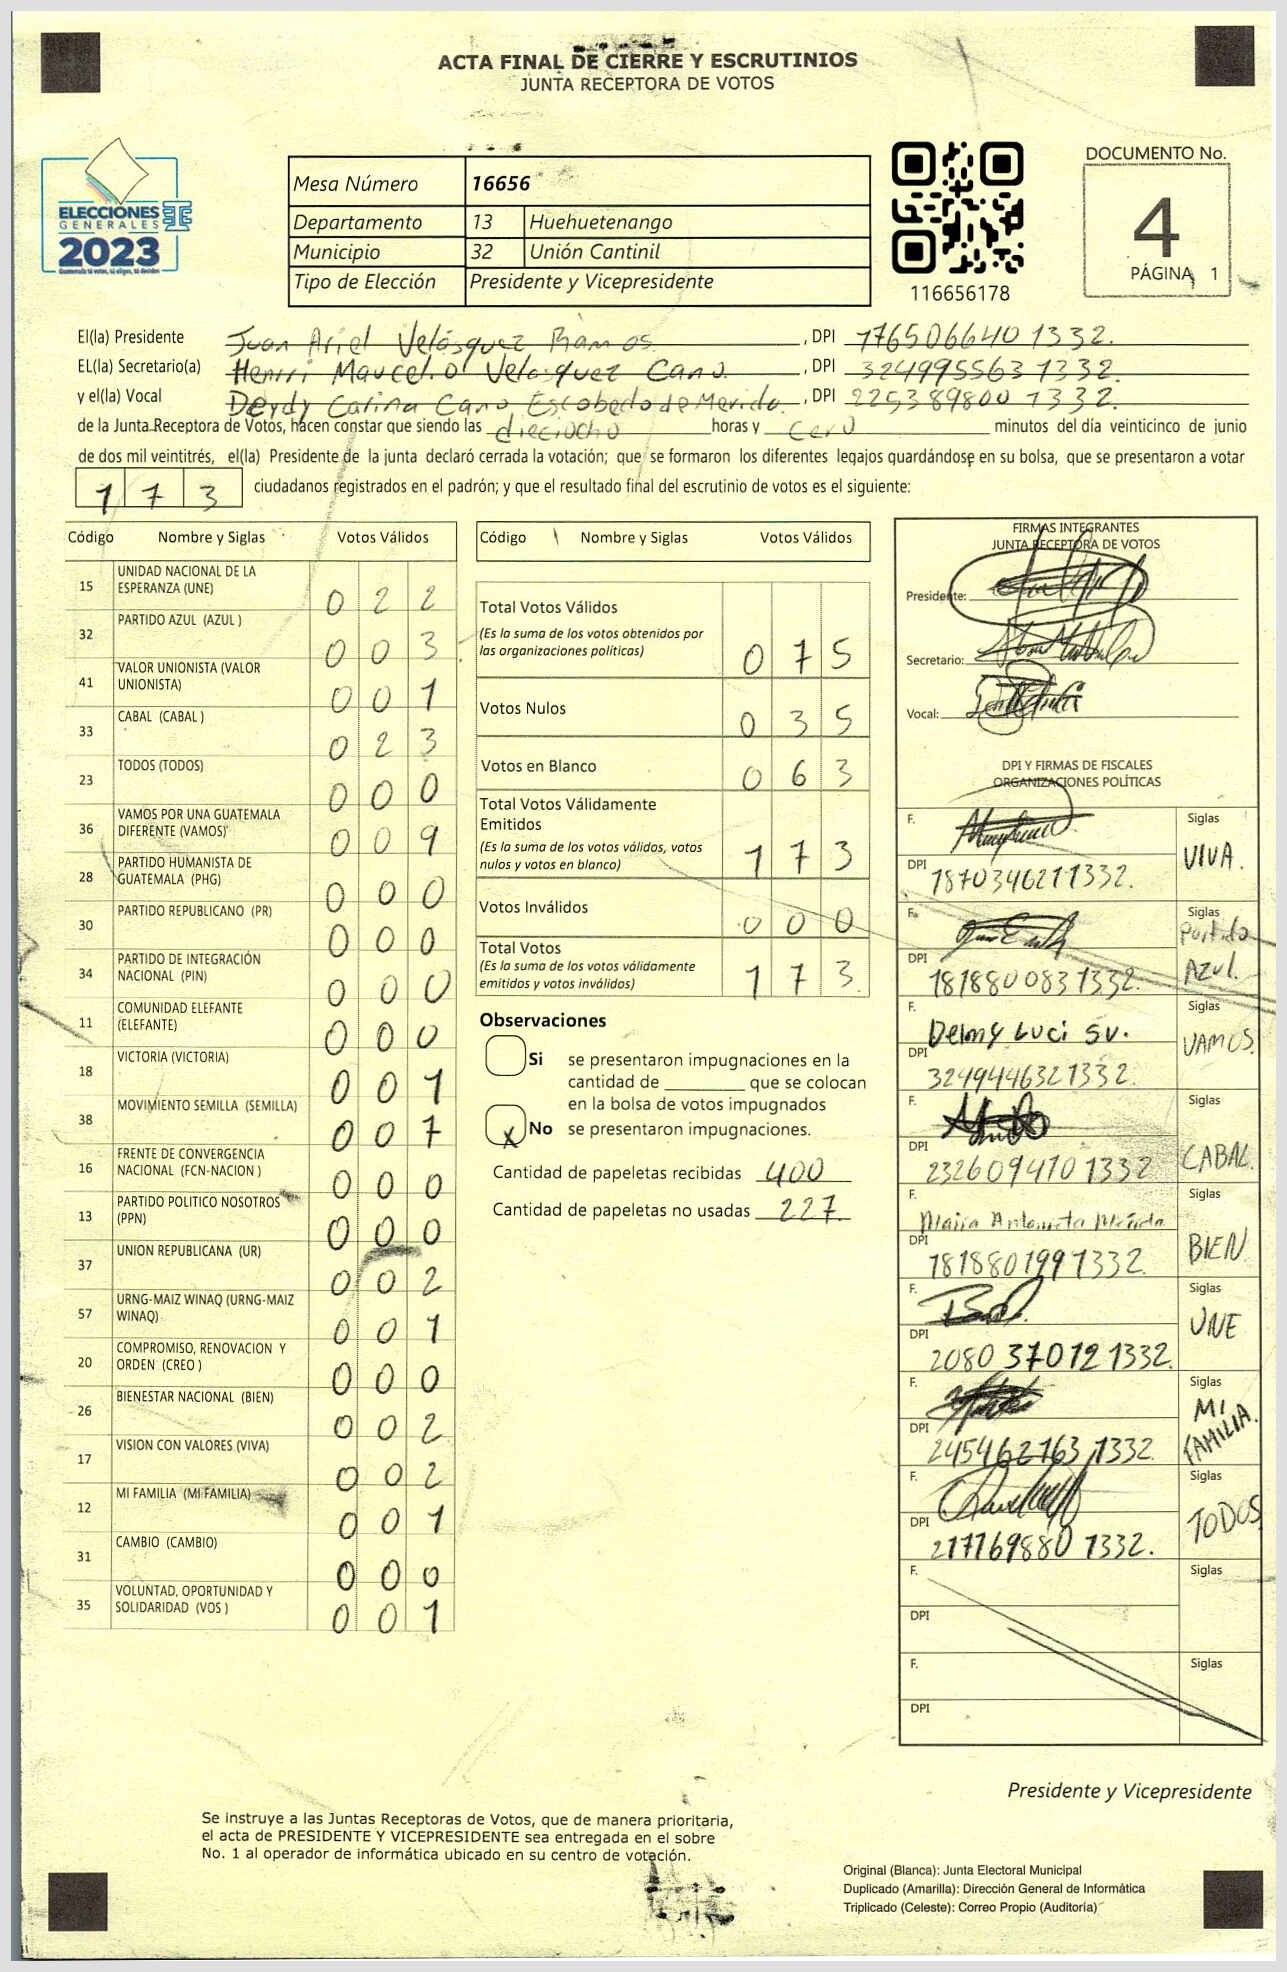 ACTA FINAL DE CIERRE Y ESCRUTINIOS
JUNTA RECEPTORA DE VOTOS
ELECCIONES
GENERALES
2023
Mesa Número 16656
Departamento 13 Huehuetenango
Municipio 32 Unión Cantinil
Tipo de Elección Presidente y Vicepresidente
116656178
DOCUMENTO No.
4
PÁGINA 1
El(la) Presidente Juan Ariel Velásquez Ramos. , DPI 1765066401332.
EL(la) Secretario(a) Henrri Maucelo Velasquez Cano. , DPI 3249955631332.
y el(la) Vocal Deydy Carina Cano Escobedo de Merida. , DPI 2253898001332.
de la Junta Receptora de Votos, hacen constar que siendo las dieciocho horas y cero minutos del día veinticinco de junio
de dos mil veintitrés, el(la) Presidente de la junta declaró cerrada la votación; que se formaron los diferentes legajos guardándose en su bolsa, que se presentaron a votar
173 ciudadanos registrados en el padrón; y que el resultado final del escrutinio de votos es el siguiente:
Código Nombre y Siglas Votos Válidos
15 UNIDAD NACIONAL DE LA ESPERANZA (UNE) 022
32 PARTIDO AZUL (AZUL ) 003
41 VALOR UNIONISTA (VALOR UNIONISTA) 001
33 CABAL (CABAL ) 023
23 TODOS (TODOS) 000
36 VAMOS POR UNA GUATEMALA DIFERENTE (VAMOS) 009
28 PARTIDO HUMANISTA DE GUATEMALA (PHG) 000
30 PARTIDO REPUBLICANO (PR) 000
34 PARTIDO DE INTEGRACIÓN NACIONAL (PIN) 000
11 COMUNIDAD ELEFANTE (ELEFANTE) 000
18 VICTORIA (VICTORIA) 001
38 MOVIMIENTO SEMILLA (SEMILLA) 007
16 FRENTE DE CONVERGENCIA NACIONAL (FCN-NACION ) 000
13 PARTIDO POLITICO NOSOTROS (PPN) 000
37 UNION REPUBLICANA (UR) 002
57 URNG-MAIZ WINAQ (URNG-MAIZ WINAQ) 001
20 COMPROMISO, RENOVACION Y ORDEN (CREO ) 000
26 BIENESTAR NACIONAL (BIEN) 002
17 VISION CON VALORES (VIVA) 002
12 MI FAMILIA (MI FAMILIA) 001
31 CAMBIO (CAMBIO) 000
35 VOLUNTAD, OPORTUNIDAD Y SOLIDARIDAD (VOS ) 001
Código Nombre y Siglas Votos Válidos
Total Votos Válidos
(Es la suma de los votos obtenidos por
las organizaciones políticas) 075
Votos Nulos 035
Votos en Blanco 063
Total Votos Válidamente
Emitidos
(Es la suma de los votos válidos, votos
nulos y votos en blanco) 173
Votos Inválidos 000
Total Votos
(Es la suma de los votos válidamente
emitidos y votos inválidos) 173
Observaciones
Si se presentaron impugnaciones en la
cantidad de ________ que se colocan
en la bolsa de votos impugnados
X No se presentaron impugnaciones.
Cantidad de papeletas recibidas 400
Cantidad de papeletas no usadas 227
FIRMAS INTEGRANTES
JUNTA RECEPTORA DE VOTOS
Presidente:
Secretario:
Vocal:
DPI Y FIRMAS DE FISCALES
ORGANIZACIONES POLÍTICAS
F. Siglas
DPI 1870346211332. VIVA.
F. Siglas
DPI 1818800831332. Partido Azul.
F. Delmy Luci sv. Siglas
DPI 3249446321332. VAMOS.
F. Siglas
DPI 2326094101332 CABAL.
F. Maria Antonieta Mérida Siglas
DPI 1818801991332. BIEN
F. Siglas
DPI 2080370121332. UNE
F. Siglas
DPI 2454621631332. MI FAMILIA.
F. Siglas
DPI 2177698801332. TODOS
F. Siglas
DPI
F. Siglas
DPI
Presidente y Vicepresidente
Se instruye a las Juntas Receptoras de Votos, que de manera prioritaria,
el acta de PRESIDENTE Y VICEPRESIDENTE sea entregada en el sobre
No. 1 al operador de informática ubicado en su centro de votación.
Original (Blanca): Junta Electoral Municipal
Duplicado (Amarilla): Dirección General de Informática
Triplicado (Celeste): Correo Propio (Auditoría)